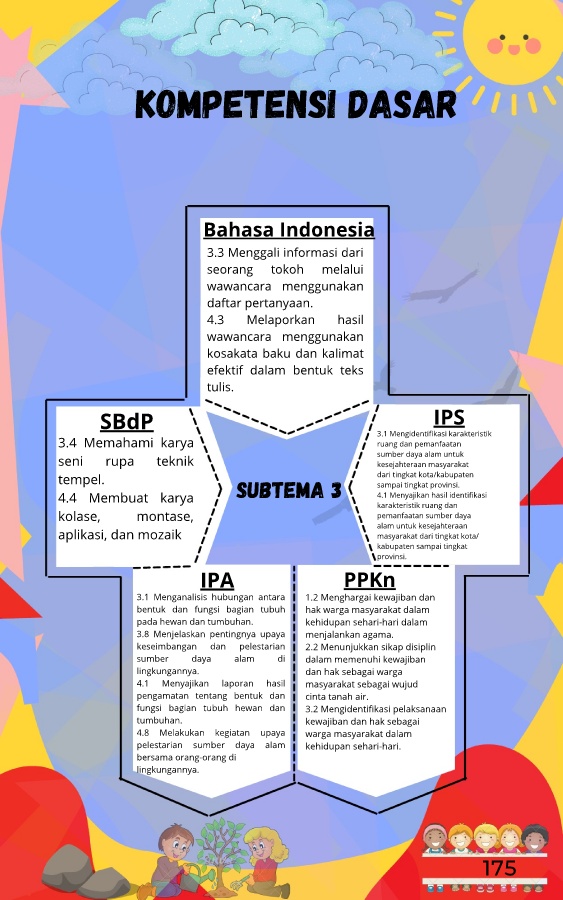 KOMPETENSI DASAR
Bahasa Indonesia
3.3 Menggali informasi dari
seorang tokoh melalui
wawancara menggunakan
daftar pertanyaan.
4.3 Melaporkan hasil
wawancara menggunakan
kosakata baku dan kalimat
efektif dalam bentuk teks
tulis.
SBdP
3.4 Memahami karya
seni rupa teknik
tempel.
4.4 Membuat karya
kolase, montase,
aplikasi, dan mozaik
SUBTEMA 3
IPS
3.1 Mengidentifikasi karakteristik
ruang dan pemanfaatan
sumber daya alam untuk
kesejahteraan masyarakat
dari tingkat kota/kabupaten
sampai tingkat provinsi.
4.1 Menyajikan hasil identifikasi
karakteristik ruang dan
pemanfaatan sumber daya
alam untuk kesejahteraan
masyarakat dari tingkat kota/
kabupaten sampai tingkat
provinsi.
IPA
3.1 Menganalisis hubungan antara
bentuk dan fungsi bagian tubuh
pada hewan dan tumbuhan.
3.8 Menjelaskan pentingnya upaya
keseimbangan dan pelestarian
sumber daya alam di
lingkungannya.
4.1 Menyajikan laporan hasil
pengamatan tentang bentuk dan
fungsi bagian tubuh hewan dan
tumbuhan.
4.8 Melakukan kegiatan upaya
pelestarian sumber daya alam
bersama orang-orang di
lingkungannya.
PPKn
1.2 Menghargai kewajiban dan
hak warga masyarakat dalam
kehidupan sehari-hari dalam
menjalankan agama.
2.2 Menunjukkan sikap disiplin
dalam memenuhi kewajiban
dan hak sebagai warga
masyarakat sebagai wujud
cinta tanah air.
3.2 Mengidentifikasi pelaksanaan
kewajiban dan hak sebagai
warga masyarakat dalam
kehidupan sehari-hari.
175